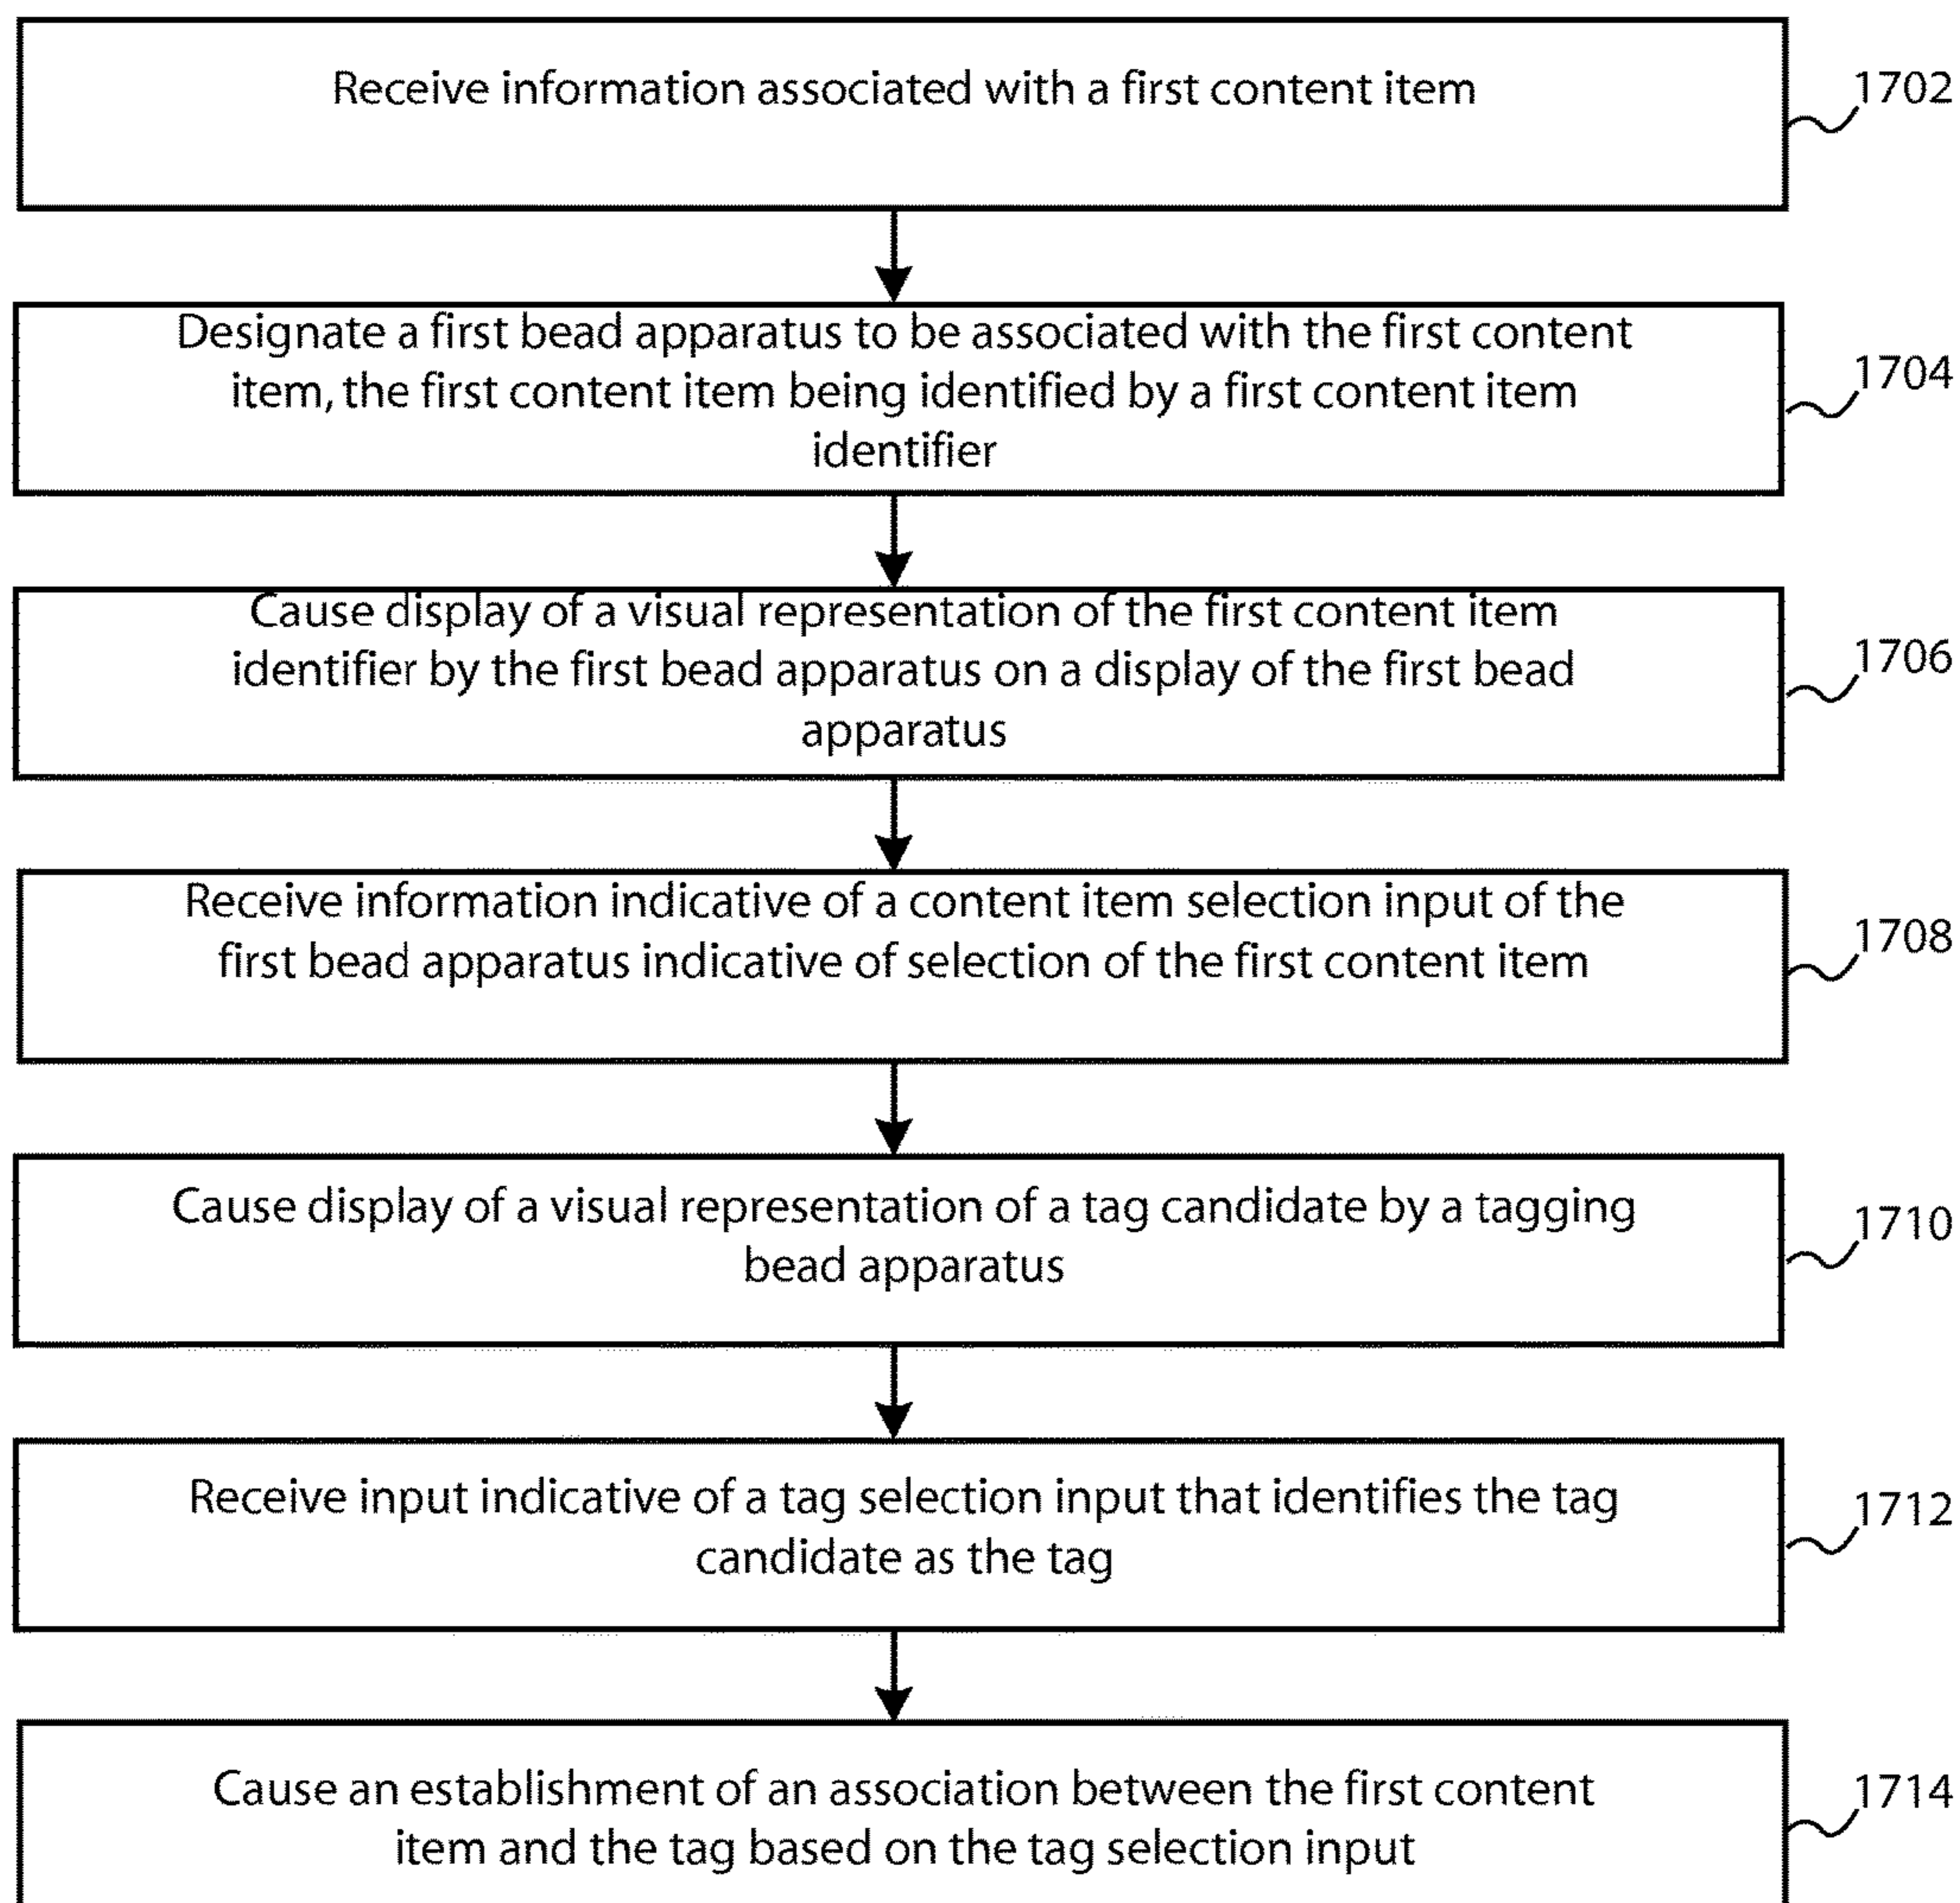 Receive information associated with a first content item
1702
Designate a first bead apparatus to be associated with the first content
item, the first content item being identified by a first content item
identifier
1704
Cause display of a visual representation of the first content item
identifier by the first bead apparatus on a display of the first bead
apparatus
1706
Receive information indicative of a content item selection input of the
first bead apparatus indicative of selection of the first content item
1708
Cause display of a visual representation of a tag candidate by a tagging
bead apparatus
1710
Receive input indicative of a tag selection input that identifies the tag
candidate as the tag
1712
Cause an establishment of an association between the first content
item and the tag based on the tag selection input
1714